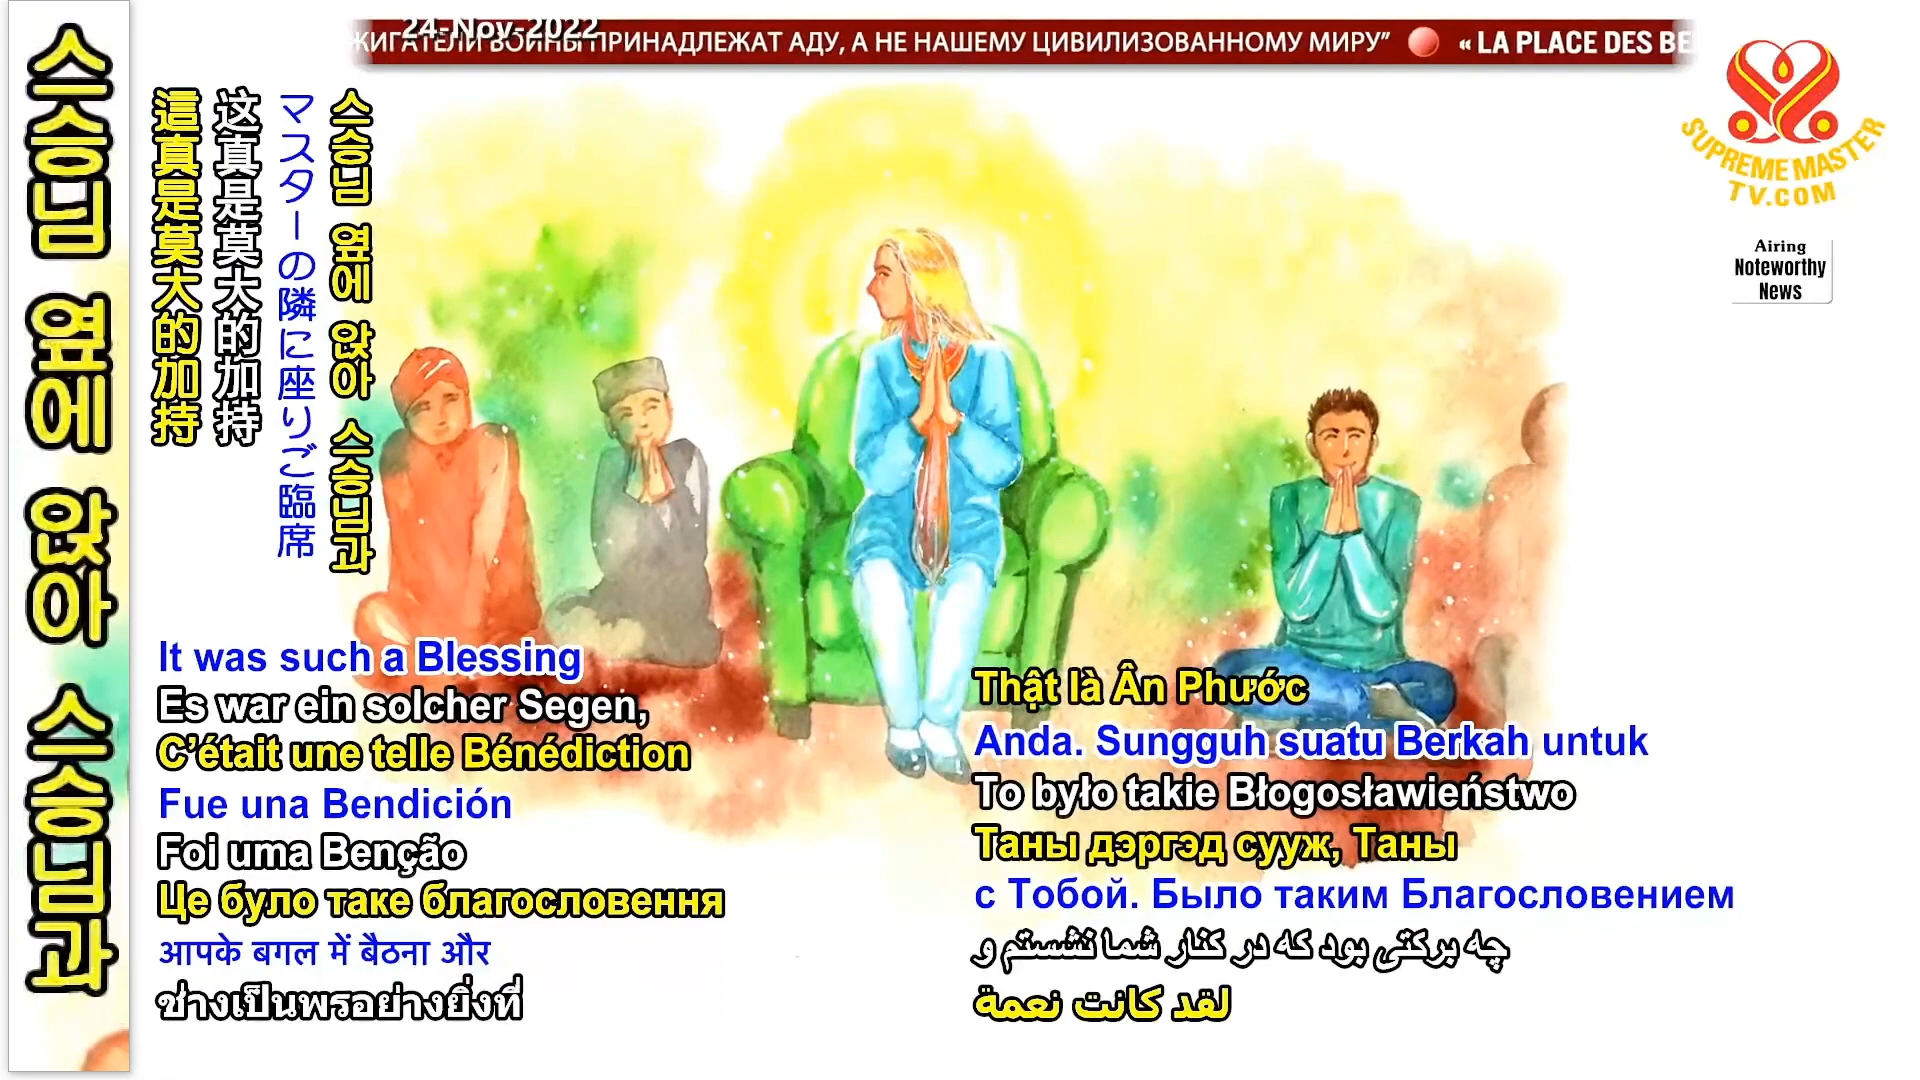 24-Nov-2022
ЖИГАТЕЛИ ВОЙНЫ ПРИНАДЛЕЖАТ АДУ, А НЕ НАШЕМУ ЦИВИЛИЗОВАННОМУ МИРУ” « LA PLACE DES BE
SUPREME MASTER
TV.COM
Airing
Noteworthy
News
스승님 옆에 앉아 스승님과
這真是莫大的加持
这真是莫大的加持
マスターの隣に座りご臨席
스승님 옆에 앉아 스승님과
It was such a Blessing
Es war ein solcher Segen,
C’était une telle Bénédiction
Fue una Bendición
Foi uma Benção
Це було таке благословення
आपके बगल में बैठना और
ช่างเป็นพรอย่างยิ่งที่
Thật là Ân Phước
Anda. Sungguh suatu Berkah untuk
To było takie Błogosławieństwo
Таны дэргэд сууж, Таны
с Тобой. Было таким Благословением
چه برکتی بود که در کنار شما نشستم و
لقد كانت نعمة